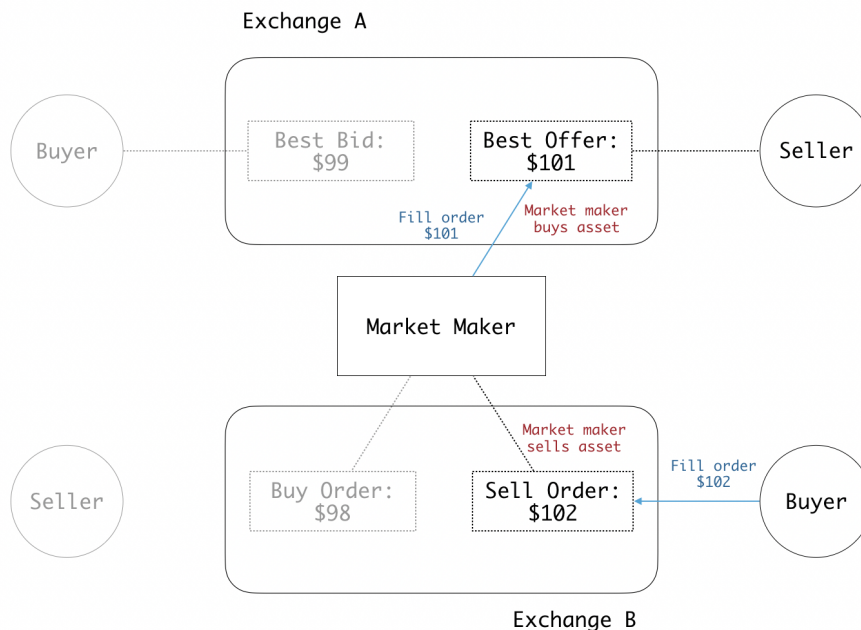 Exchange A
Buyer
Best Bid:
$99
Best Offer:
$101
Seller
Fill order
$101
Market maker
buys asset
Market Maker
Market maker
sells asset
Seller
Buy Order:
$98
Sell Order:
$102
Fill order
$102
Buyer
Exchange B